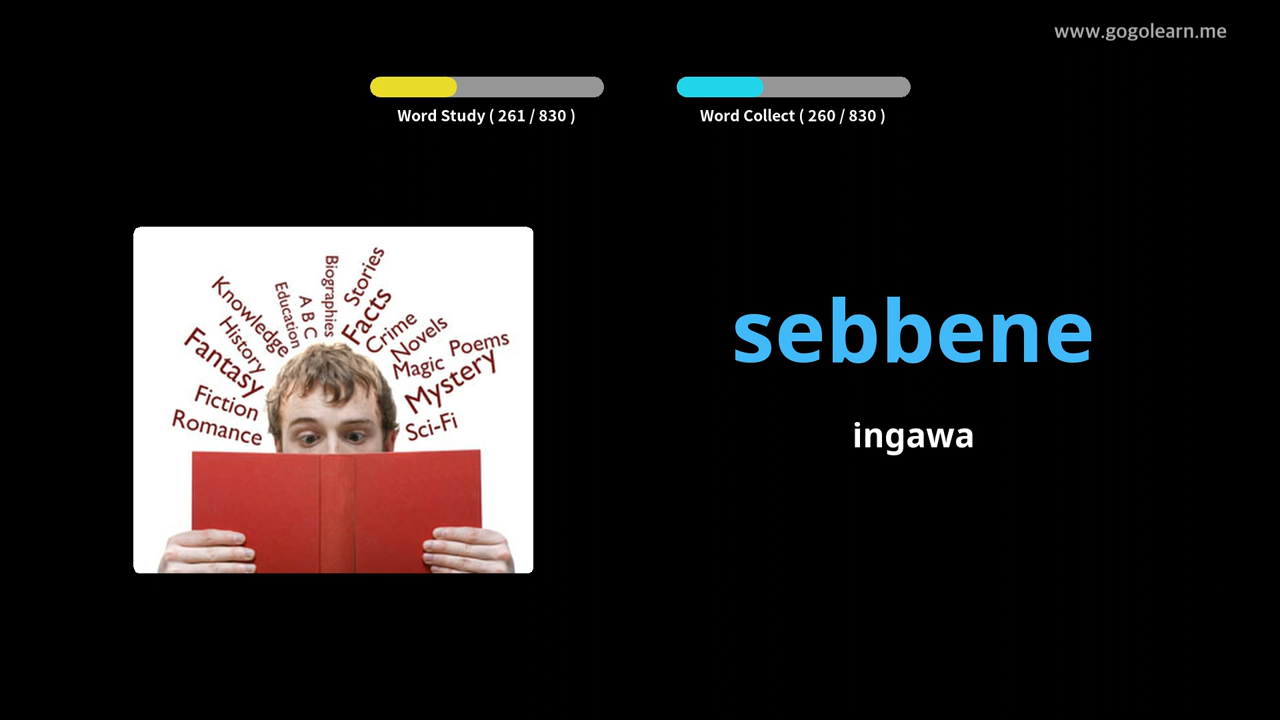 www.gogolearn.me
Word Study ( 261 / 830 )
Word Collect ( 260 / 830 )
Knowledge
History
Fantasy
Fiction
Romance
Education
A B C
Biographies
Stories
Facts
Crime
Novels
Magic
Poems
Mystery
Sci-Fi
sebbene
ingawa